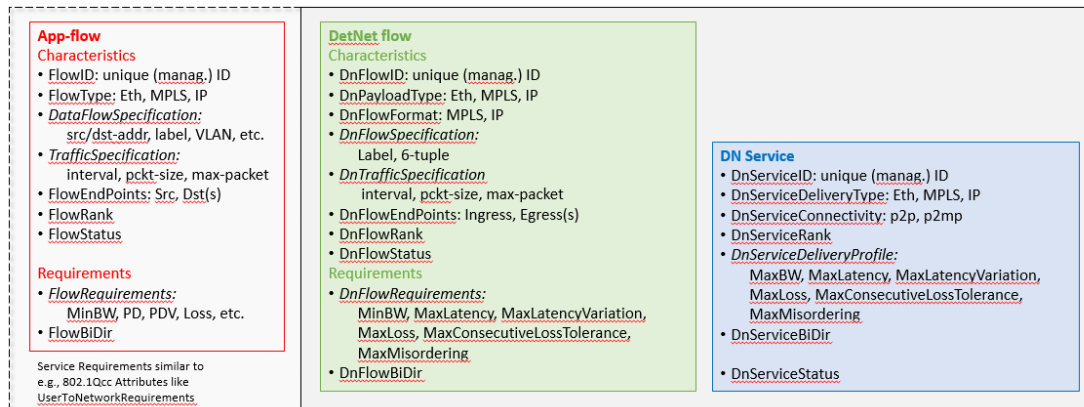 App-flow
Characteristics
• FlowID: unique (manag.) ID
• FlowType: Eth, MPLS, IP
• DataFlowSpecification:
src/dst-addr, label, VLAN, etc.
• TrafficSpecification:
interval, pckt-size, max-packet
• FlowEndPoints: Src, Dst(s)
• FlowRank
• FlowStatus
Requirements
• FlowRequirements:
MinBW, PD, PDV, Loss, etc.
• FlowBiDir
Service Requirements similar to
e.g., 802.1Qcc Attributes like
UserToNetworkRequirements
DetNet flow
Characteristics
• DnFlowID: unique (manag.) ID
• DnPayloadType: Eth, MPLS, IP
• DnFlowFormat: MPLS, IP
• DnFlowSpecification:
Label, 6-tuple
• DnTrafficSpecification
interval, pckt-size, max-packet
• DnFlowEndPoints: Ingress, Egress(s)
• DnFlowRank
• DnFlowStatus
Requirements
• DnFlowRequirements:
MinBW, MaxLatency, MaxLatencyVariation,
MaxLoss, MaxConsecutiveLossTolerance,
MaxMisordering
• DnFlowBiDir
DN Service
• DnServiceID: unique (manag.) ID
• DnServiceDeliveryType: Eth, MPLS, IP
• DnServiceConnectivity: p2p, p2mp
• DnServiceRank
• DnServiceDeliveryProfile:
MaxBW, MaxLatency, MaxLatencyVariation,
MaxLoss, MaxConsecutiveLossTolerance,
MaxMisordering
• DnServiceBiDir
• DnServiceStatus